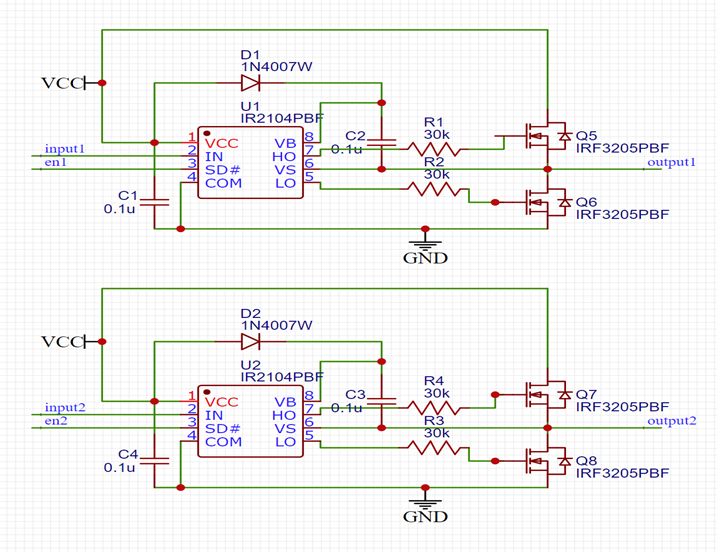 D1
1N4007W
VCC
U1
IR2104PBF
1 VCC VB 8
2 IN HO 7
3 SD# VS 6
4 COM LO 5
input1
en1
C1
0.1u
C2
0.1u
R1
30k
R2
30k
Q5
IRF3205PBF
output1
Q6
IRF3205PBF
GND
D2
1N4007W
VCC
U2
IR2104PBF
1 VCC VB 8
2 IN HO 7
3 SD# VS 6
4 COM LO 5
input2
en2
C4
0.1u
C3
0.1u
R4
30k
R3
30k
Q7
IRF3205PBF
output2
Q8
IRF3205PBF
GND